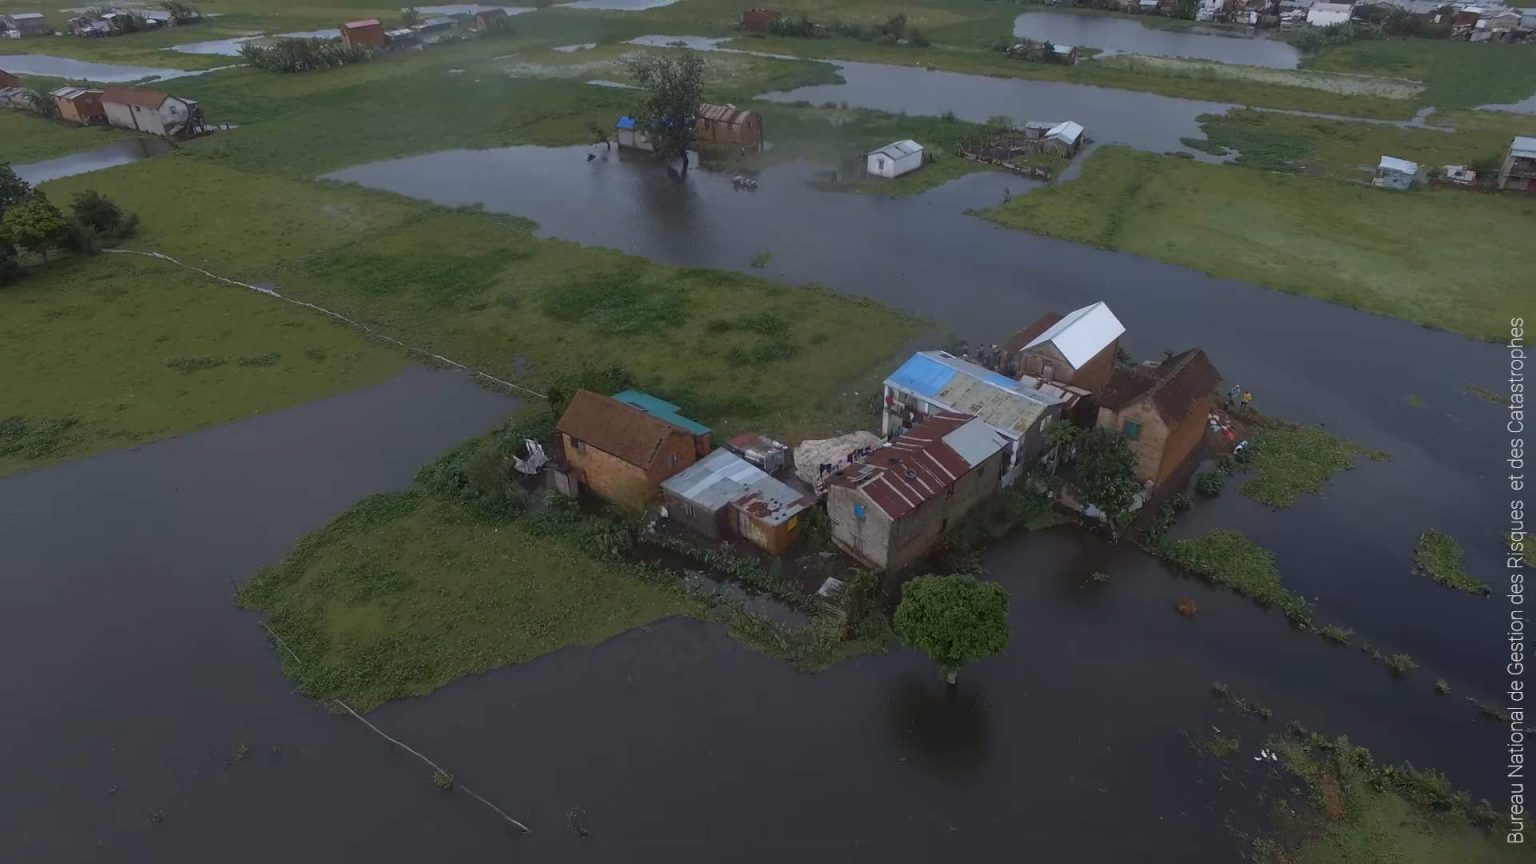 Bureau National de Gestion des Risques et des Catastrophes